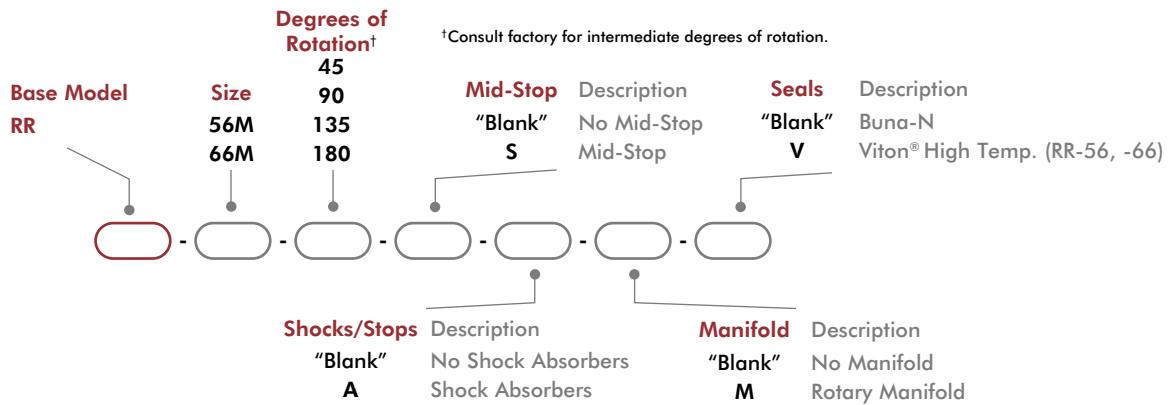 Degrees of
Rotation†
†Consult factory for intermediate degrees of rotation.
45
90
135
180
Base Model
RR
Size
56M
66M
Mid-Stop Description
"Blank" No Mid-Stop
S Mid-Stop
Seals Description
"Blank" Buna-N
V Viton® High Temp. (RR-56, -66)
- - - - - -
Shocks/Stops Description
"Blank" No Shock Absorbers
A Shock Absorbers
Manifold Description
"Blank" No Manifold
M Rotary Manifold